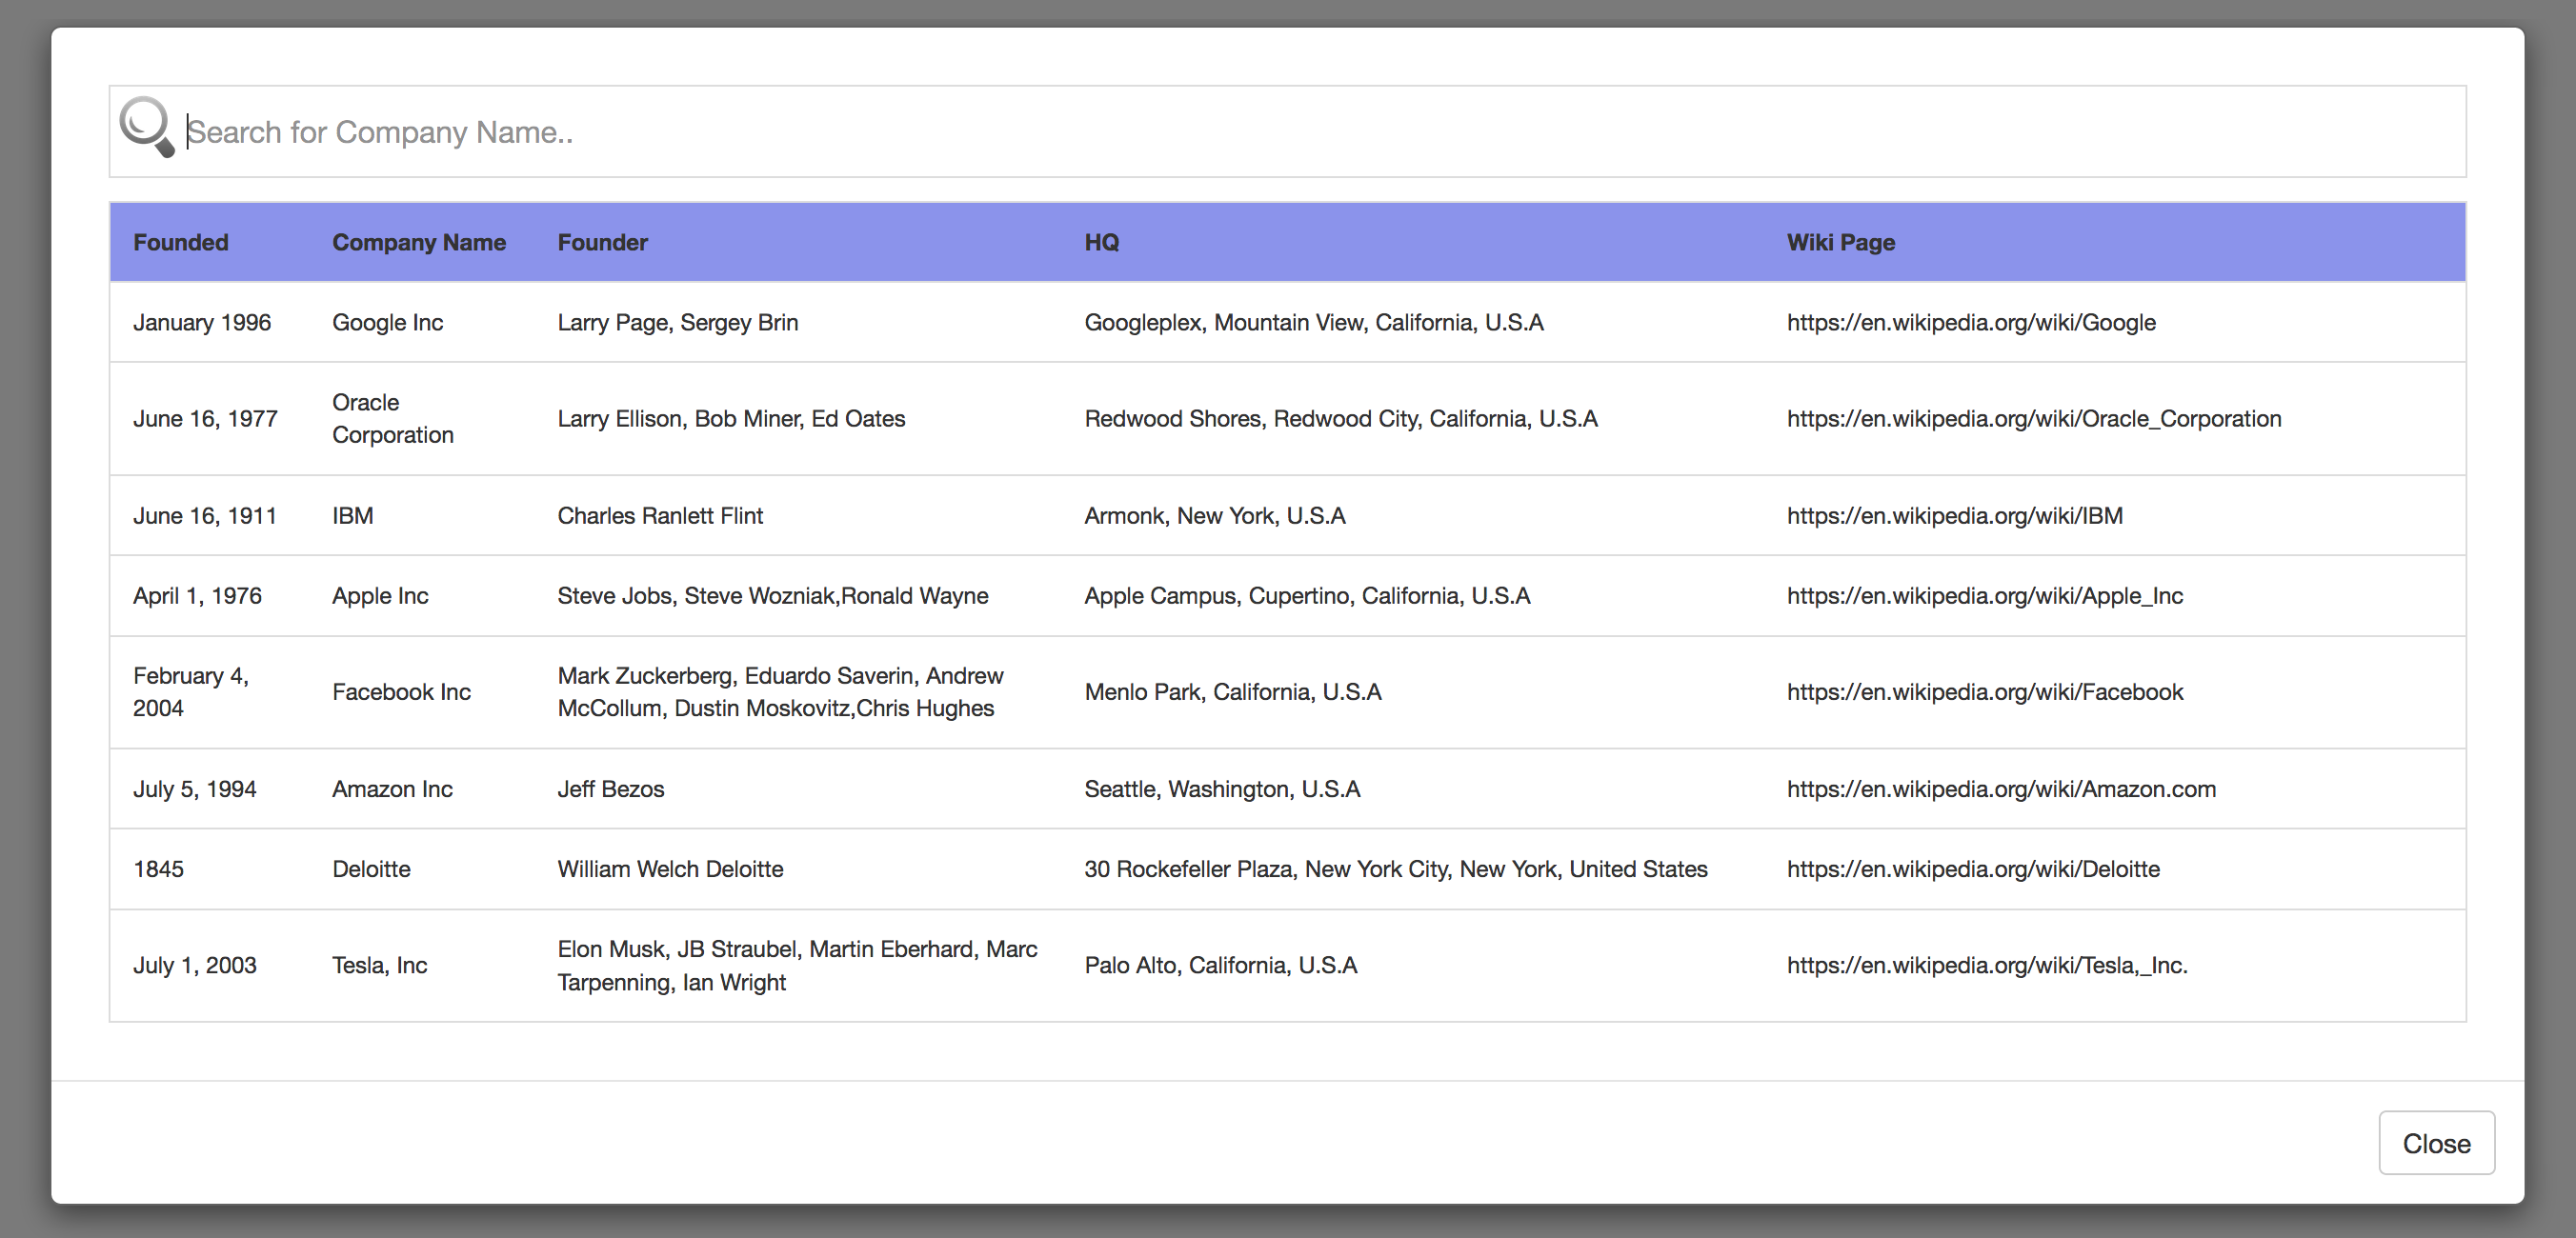 Search for Company Name..
Founded Company Name Founder HQ Wiki Page
January 1996 Google Inc Larry Page, Sergey Brin Googleplex, Mountain View, California, U.S.A https://en.wikipedia.org/wiki/Google
June 16, 1977 Oracle Corporation Larry Ellison, Bob Miner, Ed Oates Redwood Shores, Redwood City, California, U.S.A https://en.wikipedia.org/wiki/Oracle_Corporation
June 16, 1911 IBM Charles Ranlett Flint Armonk, New York, U.S.A https://en.wikipedia.org/wiki/IBM
April 1, 1976 Apple Inc Steve Jobs, Steve Wozniak,Ronald Wayne Apple Campus, Cupertino, California, U.S.A https://en.wikipedia.org/wiki/Apple_Inc
February 4, 2004 Facebook Inc Mark Zuckerberg, Eduardo Saverin, Andrew McCollum, Dustin Moskovitz,Chris Hughes Menlo Park, California, U.S.A https://en.wikipedia.org/wiki/Facebook
July 5, 1994 Amazon Inc Jeff Bezos Seattle, Washington, U.S.A https://en.wikipedia.org/wiki/Amazon.com
1845 Deloitte William Welch Deloitte 30 Rockefeller Plaza, New York City, New York, United States https://en.wikipedia.org/wiki/Deloitte
July 1, 2003 Tesla, Inc Elon Musk, JB Straubel, Martin Eberhard, Marc Tarpenning, Ian Wright Palo Alto, California, U.S.A https://en.wikipedia.org/wiki/Tesla,_Inc.
Close